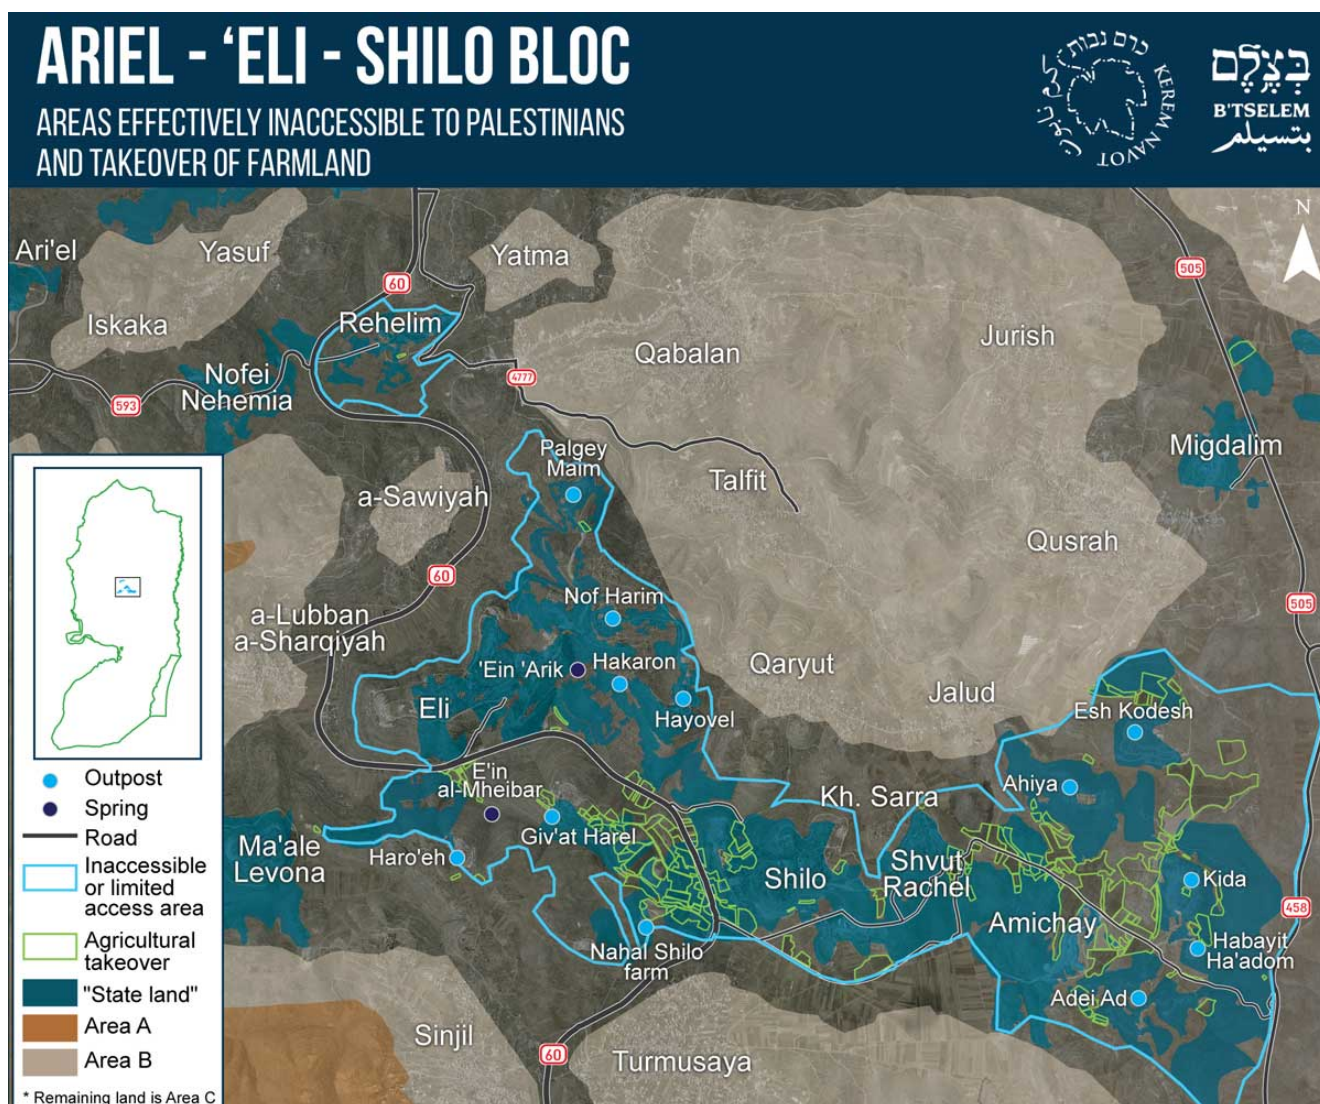 ARIEL - ‘ELI - SHILO BLOC
AREAS EFFECTIVELY INACCESSIBLE TO PALESTINIANS
AND TAKEOVER OF FARMLAND
כרם נבות
KEREM NAVOT
בצלם
B'TSELEM
بتسيلم
N
Ari'el
Yasuf
Yatma
60
505
Iskaka
Rehelim
Qabalan
Jurish
Nofei
Nehemia
4777
593
Palgey
Maim
Migdalim
a-Sawiyah
Talfit
Qusrah
60
Nof Harim
505
a-Lubban
a-Sharqiyah
'Ein 'Arik
Hakaron
Qaryut
Jalud
Eli
Hayovel
Esh Kodesh
E'in
al-Mheibar
Kh. Sarra
Ahiya
Giv'at Harel
Ma'ale
Levona
Haro'eh
Shilo
Shvut
Rachel
Kida
458
Amichay
Nahal Shilo
farm
Habayit
Ha'adom
Adei Ad
Sinjil
60
Turmusaya
Outpost
Spring
Road
Inaccessible
or limited
access area
Agricultural
takeover
"State land"
Area A
Area B
* Remaining land is Area C